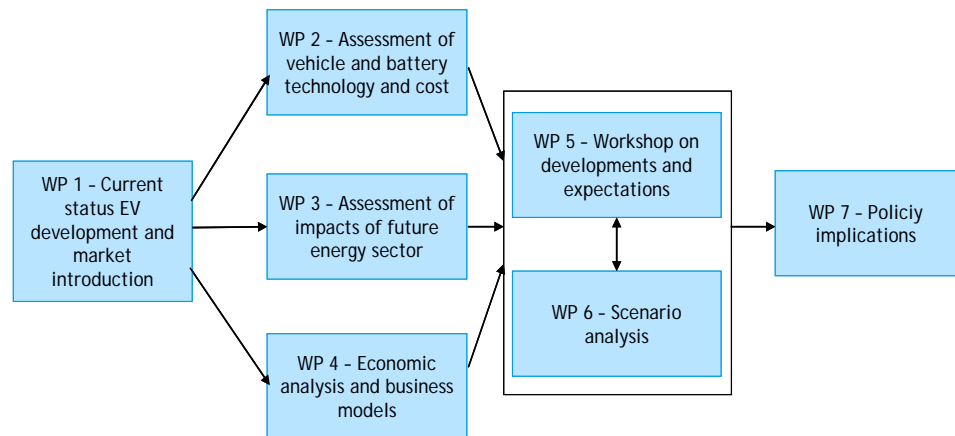 WP 1 – Current
status EV
development and
market
introduction
WP 2 – Assessment of
vehicle and battery
technology and cost
WP 3 – Assessment of
impacts of future
energy sector
WP 4 – Economic
analysis and business
models
WP 5 – Workshop on
developments and
expectations
WP 6 – Scenario
analysis
WP 7 – Policiy
implications